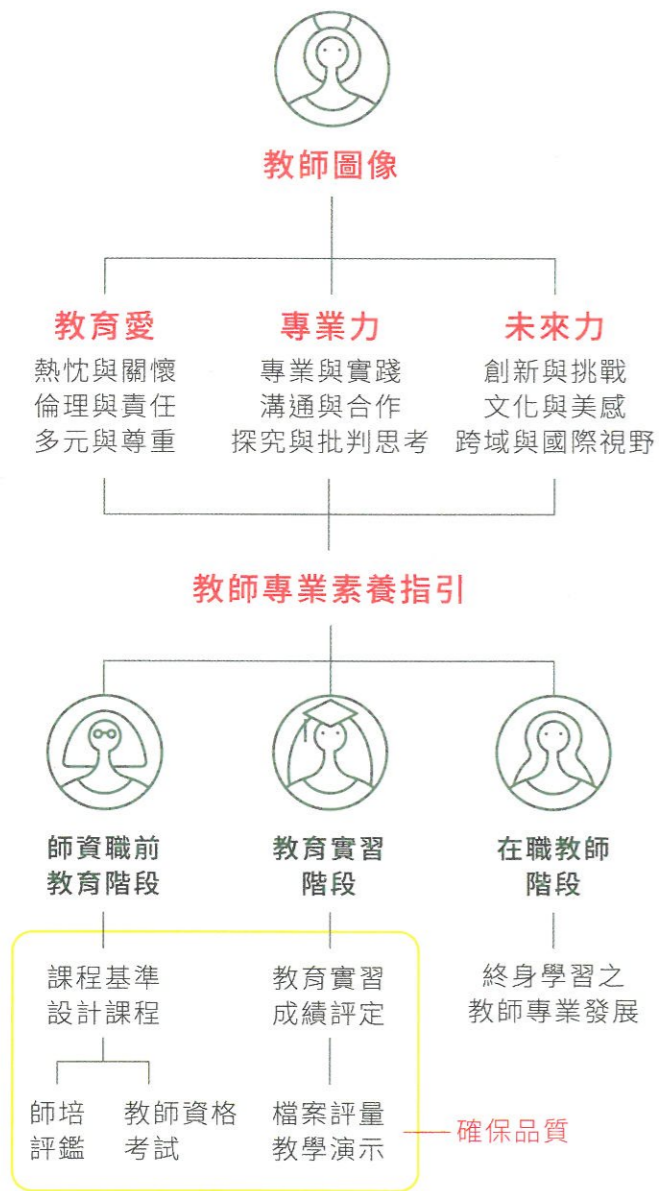 教師圖像
教育愛
熱忱與關懷
倫理與責任
多元與尊重
專業力
專業與實踐
溝通與合作
探究與批判思考
未來力
創新與挑戰
文化與美感
跨域與國際視野
教師專業素養指引
師資職前
教育階段
課程基準
設計課程
師培
評鑑
教師資格
考試
教育實習
階段
教育實習
成績評定
檔案評量
教學演示
在職教師
階段
終身學習之
教師專業發展
確保品質